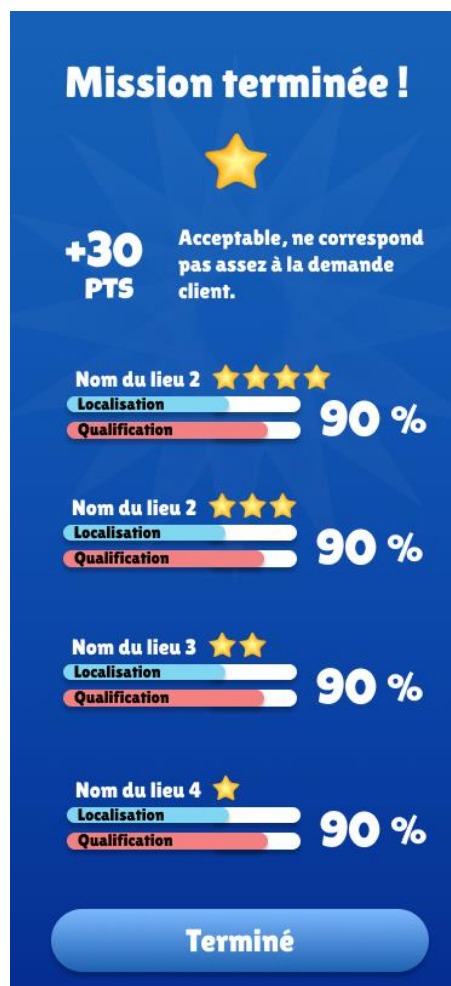 Mission terminée !
+30
PTS
Acceptable, ne correspond
pas assez à la demande
client.
Nom du lieu 2
Localisation
Qualification
90 %
Nom du lieu 2
Localisation
Qualification
90 %
Nom du lieu 3
Localisation
Qualification
90 %
Nom du lieu 4
Localisation
Qualification
90 %
Terminé